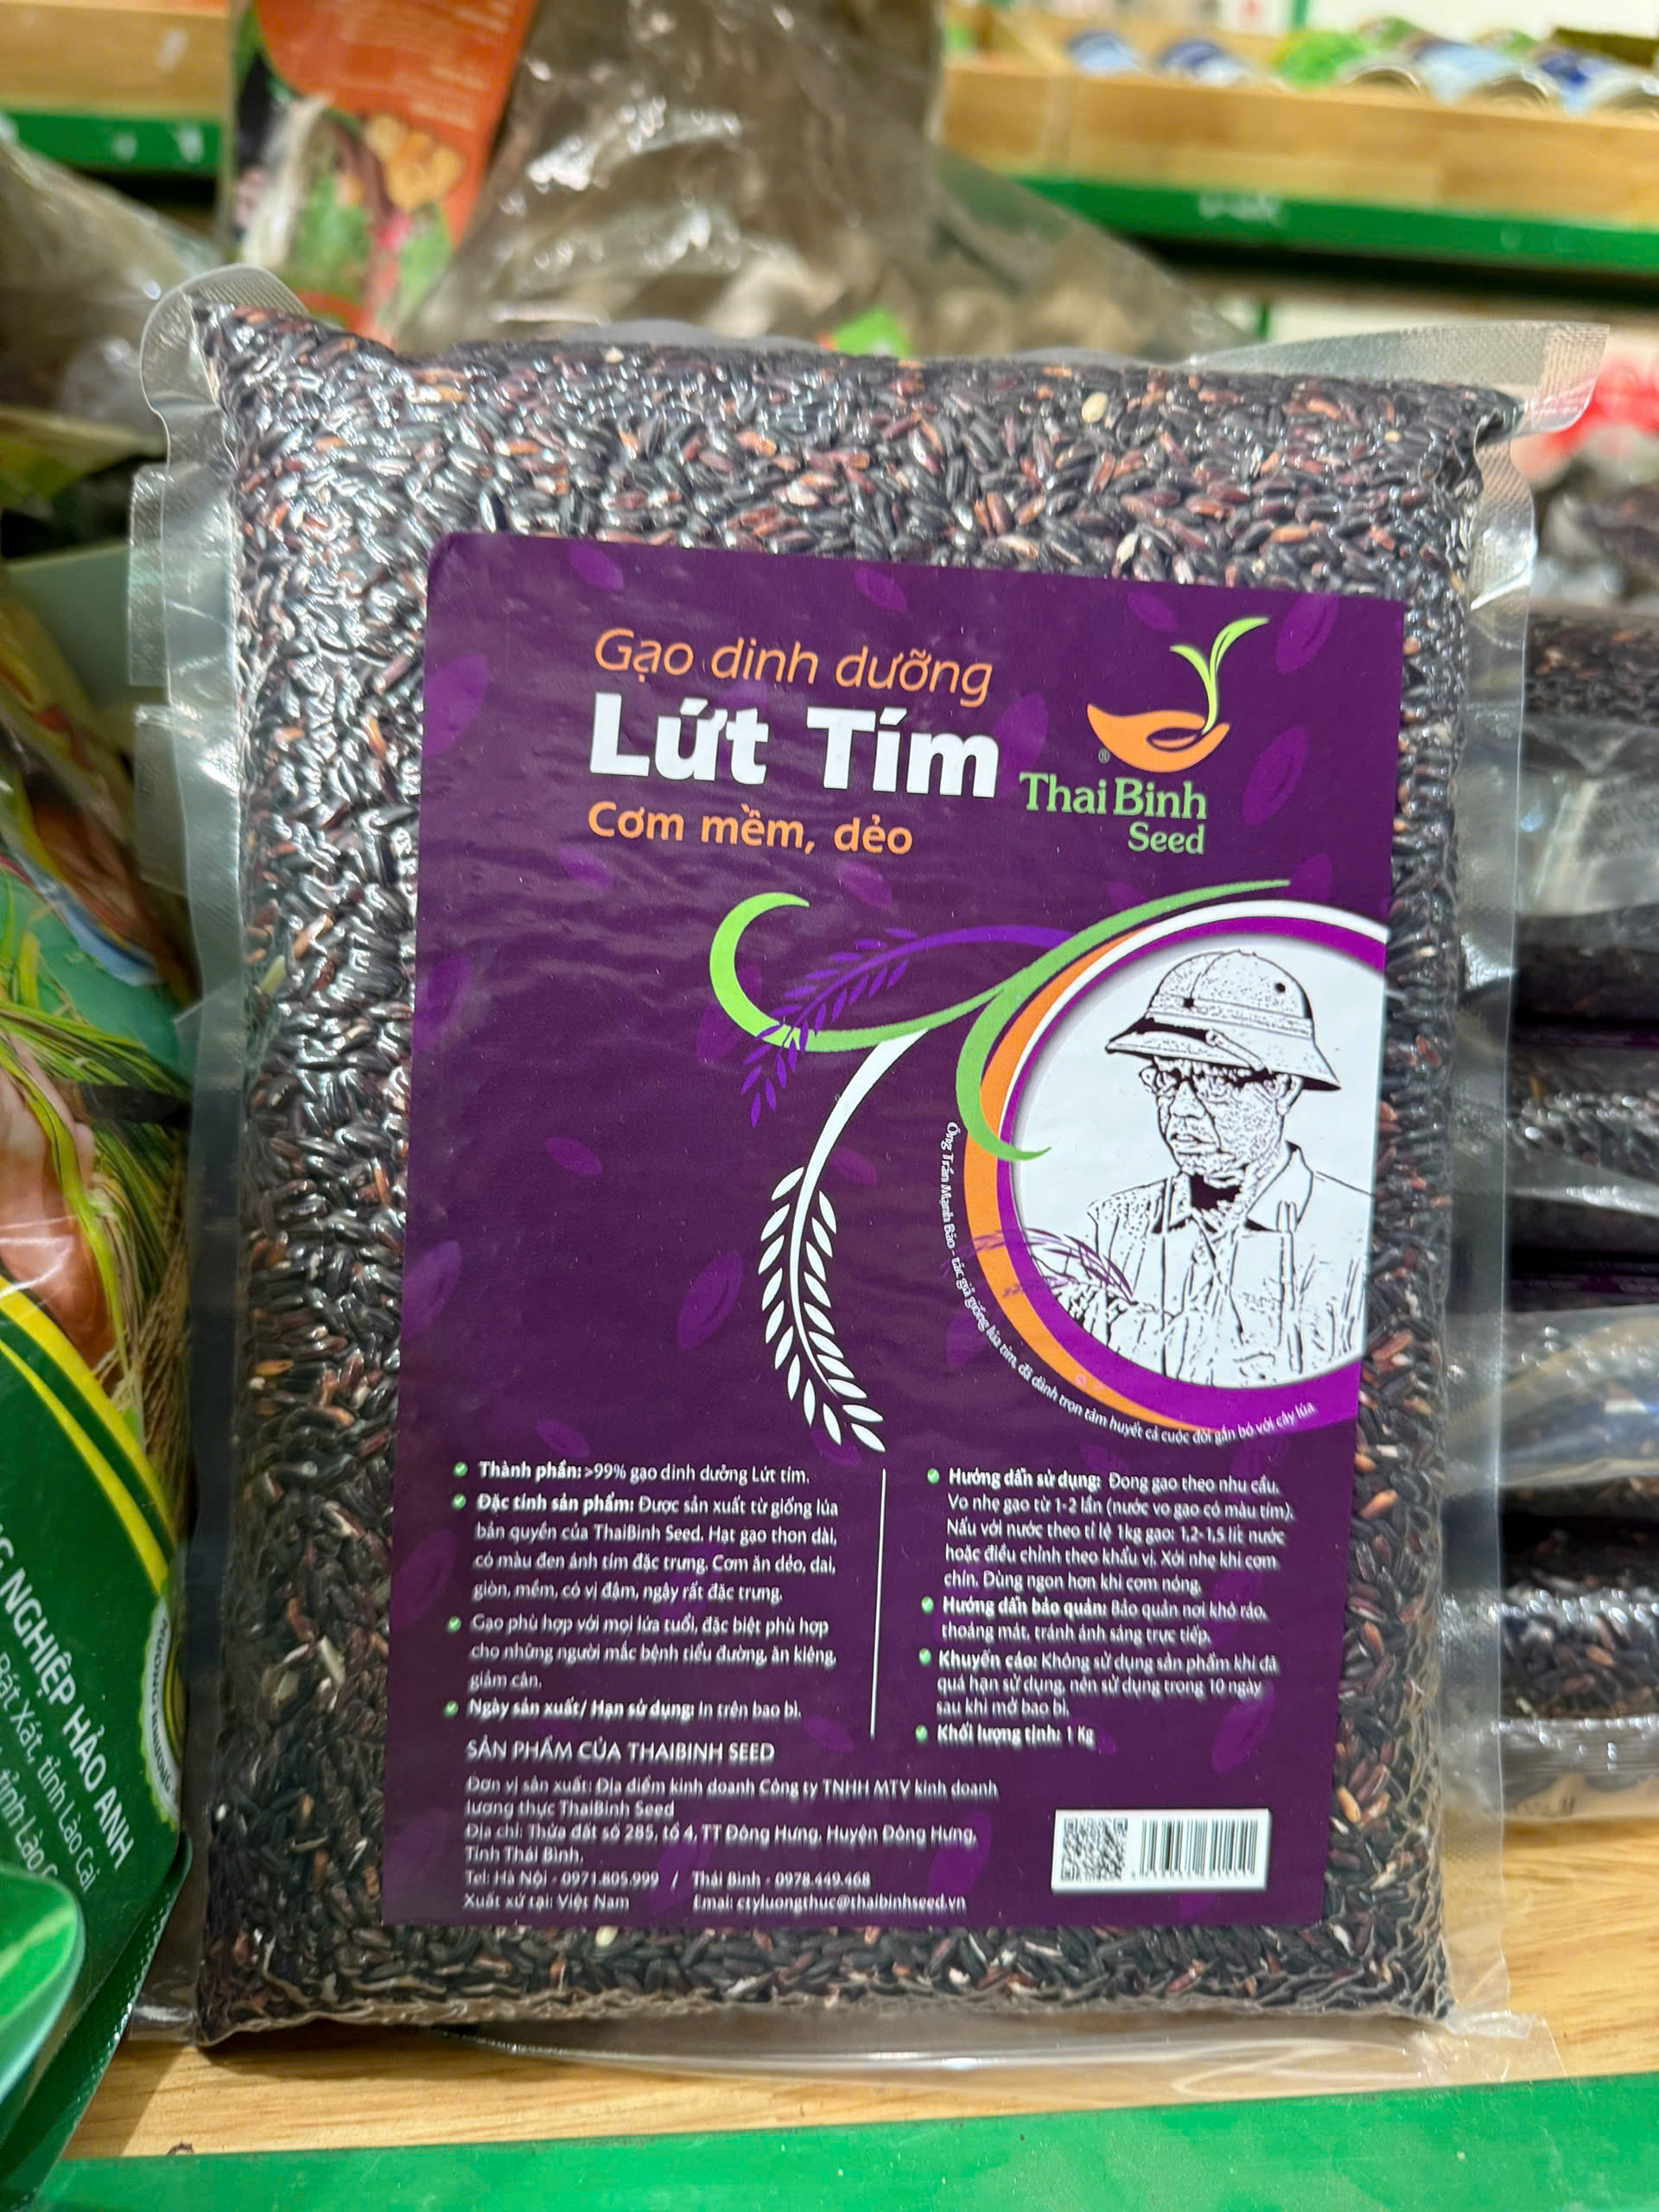 Gạo dinh dưỡng
Lứt Tím
Cơm mềm, dẻo
®
Thai Binh
Seed
Ông Trần Mạnh Báo - tác giả giống lúa tím, đã dành trọn tâm huyết cả cuộc đời gắn bó với cây lúa
Thành phần: >99% gạo dinh dưỡng Lứt tím.
Đặc tính sản phẩm: Được sản xuất từ giống lúa
bản quyền của ThaiBinh Seed. Hạt gạo thon dài,
có màu đen ánh tím đặc trưng. Cơm ăn dẻo, dai,
giòn, mềm, có vị đậm, ngậy rất đặc trưng.
Gạo phù hợp với mọi lứa tuổi, đặc biệt phù hợp
cho những người mắc bệnh tiểu đường, ăn kiêng,
giảm cân.
Ngày sản xuất/ Hạn sử dụng: In trên bao bì.
Hướng dẫn sử dụng: Đong gạo theo nhu cầu.
Vo nhẹ gạo từ 1-2 lần (nước vo gạo có màu tím).
Nấu với nước theo tỉ lệ 1kg gạo: 1,2-1,5 lít nước
hoặc điều chỉnh theo khẩu vị. Xới nhẹ khi cơm
chín. Dùng ngon hơn khi cơm nóng.
Hướng dẫn bảo quản: Bảo quản nơi khô ráo,
thoáng mát, tránh ánh sáng trực tiếp.
Khuyến cáo: Không sử dụng sản phẩm khi đã
quá hạn sử dụng, nên sử dụng trong 10 ngày
sau khi mở bao bì.
Khối lượng tịnh: 1 Kg
SẢN PHẨM CỦA THAIBINH SEED
Đơn vị sản xuất: Địa điểm kinh doanh Công ty TNHH MTV kinh doanh
lương thực ThaiBinh Seed
Địa chỉ: Thửa đất số 285, tổ 4, TT Đông Hưng, Huyện Đông Hưng,
Tỉnh Thái Bình.
Tel: Hà Nội - 0971.805.999 / Thái Bình - 0978.449.468
Xuất xứ tại: Việt Nam Email: ctyluongthuc@thaibinhseed.vn
NGHIỆP HẢO ANH
Bát Xát, tỉnh Lào Cai
tỉnh Lào